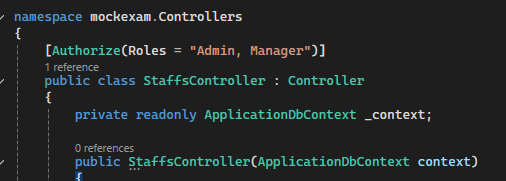 namespace mockexam.Controllers
{
[Authorize(Roles = "Admin, Manager")]
1 reference
public class StaffsController : Controller
{
private readonly ApplicationDbContext _context;
0 references
public StaffsController(ApplicationDbContext context)
{